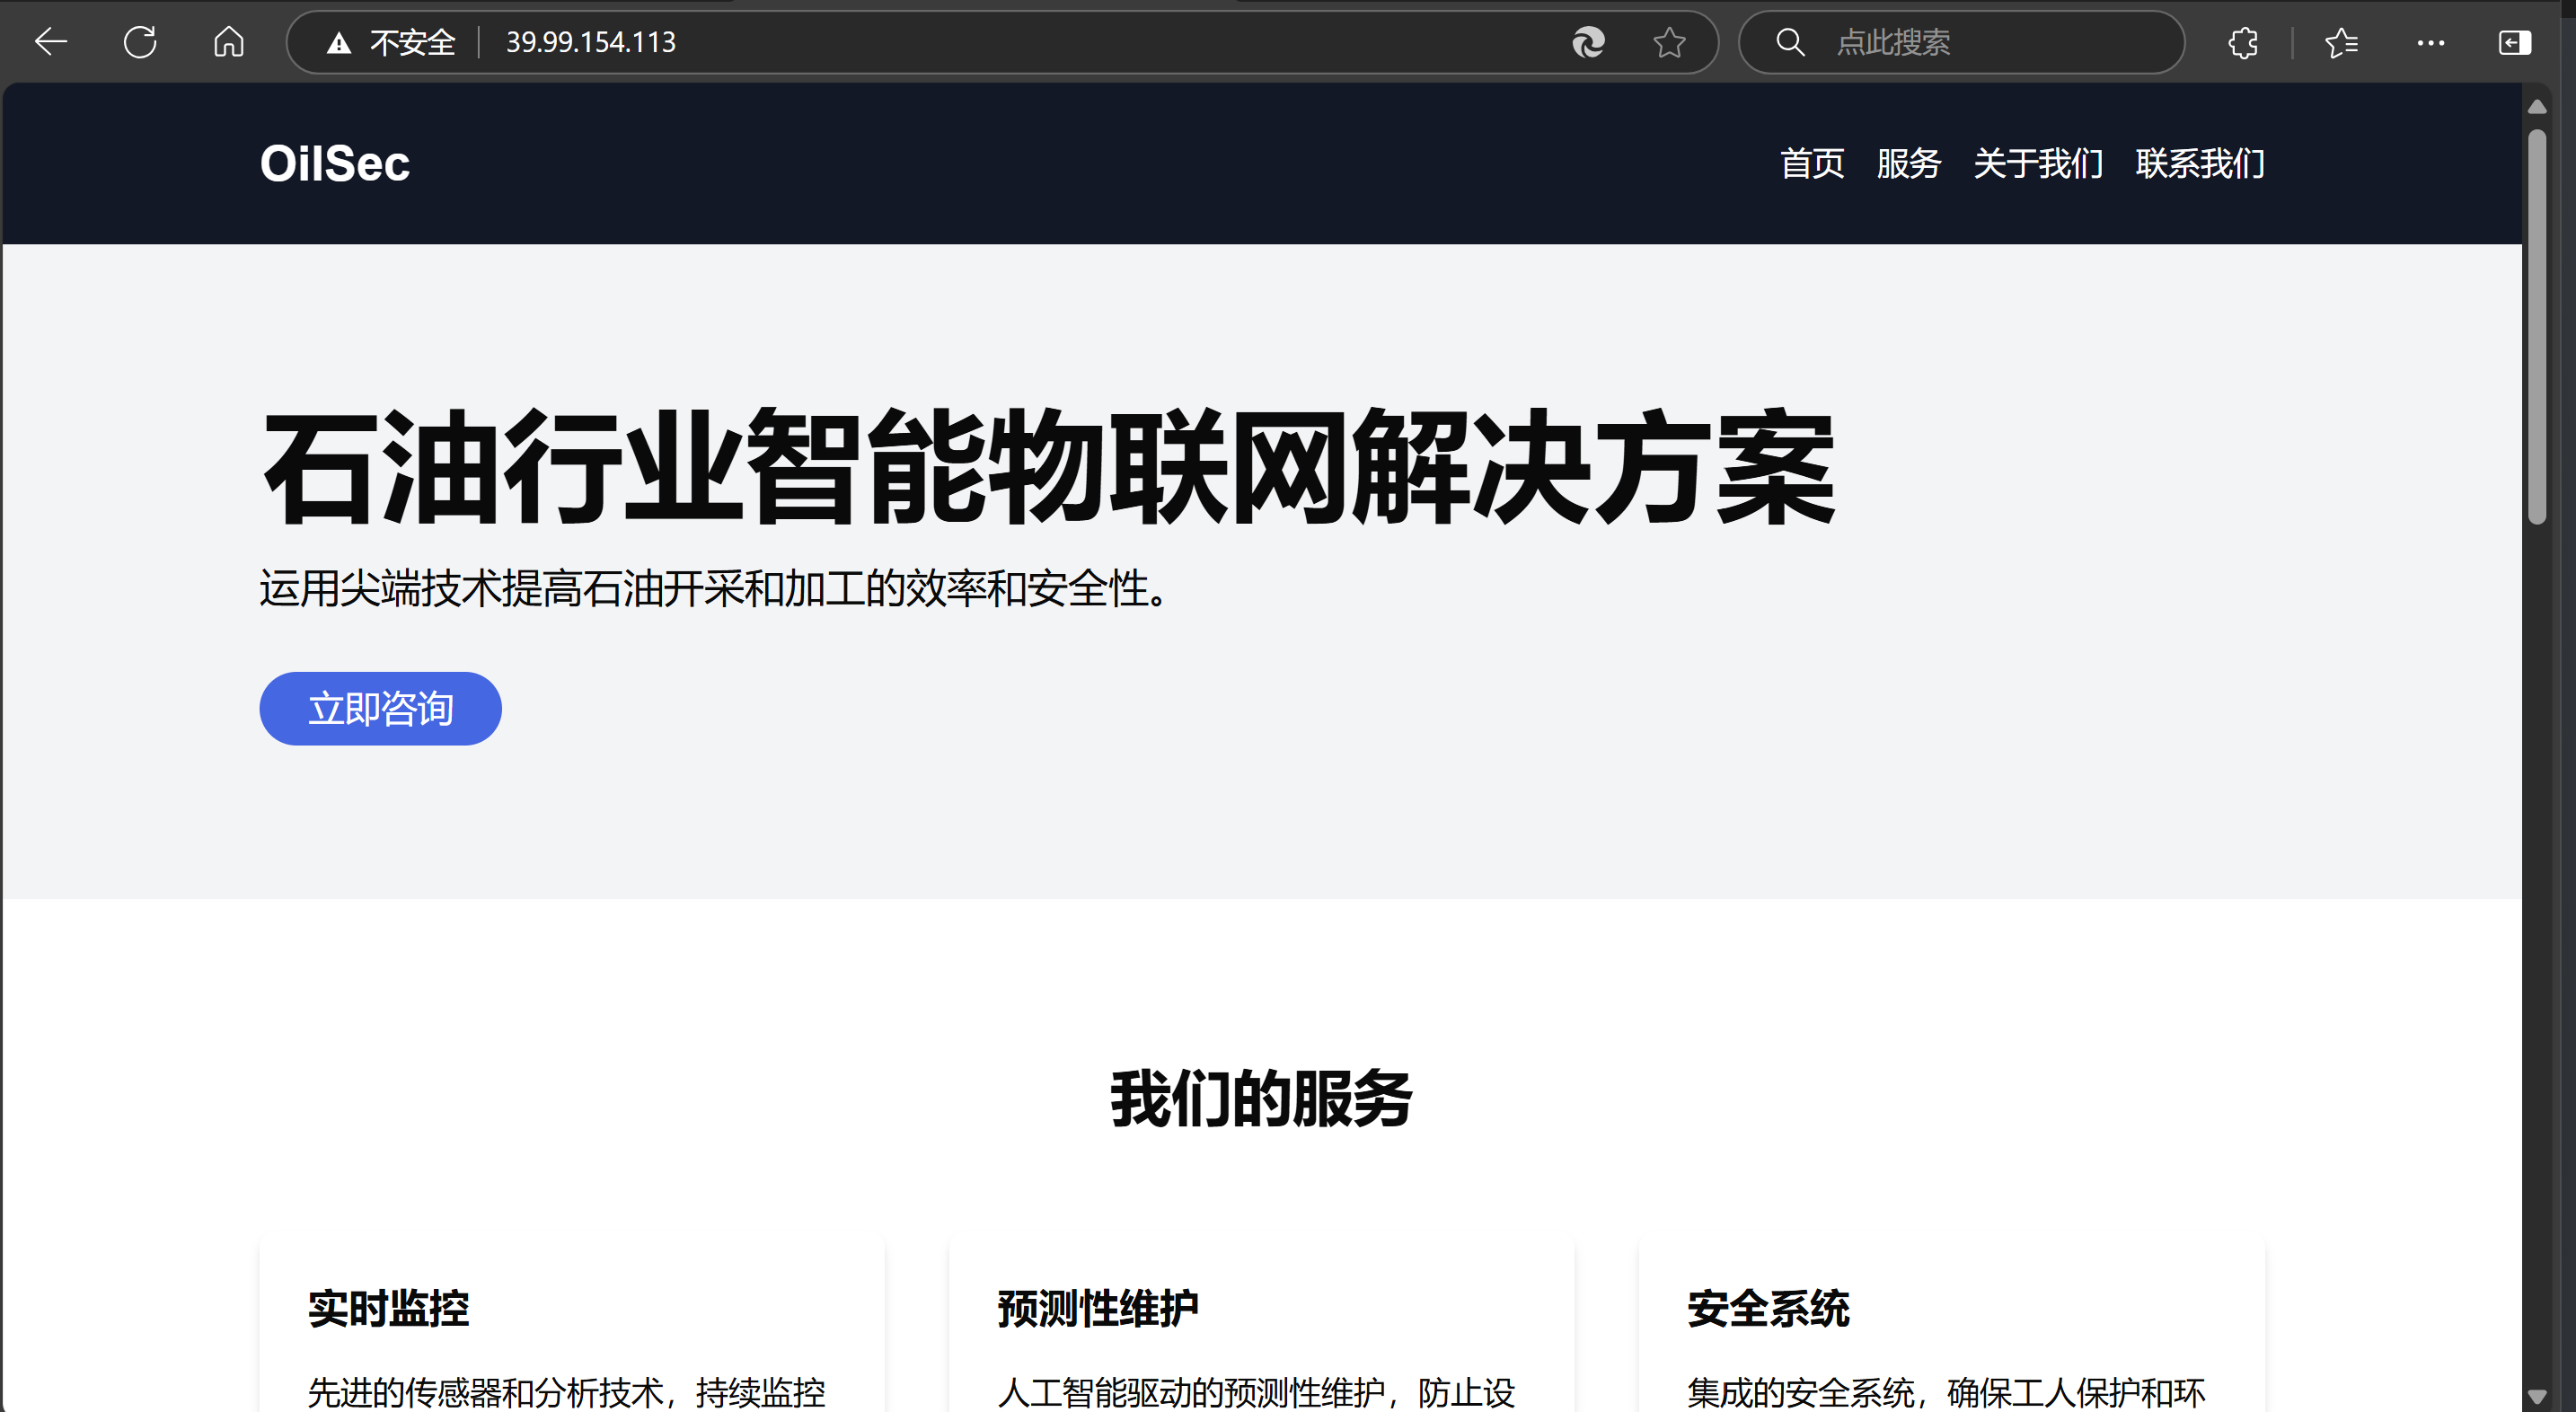 不安全 39.99.154.113 点此搜索
OilSec 首页 服务 关于我们 联系我们
石油行业智能物联网解决方案
运用尖端技术提高石油开采和加工的效率和安全性。
立即咨询
我们的服务
实时监控 预测性维护 安全系统
先进的传感器和分析技术，持续监控 人工智能驱动的预测性维护，防止设 集成的安全系统，确保工人保护和环